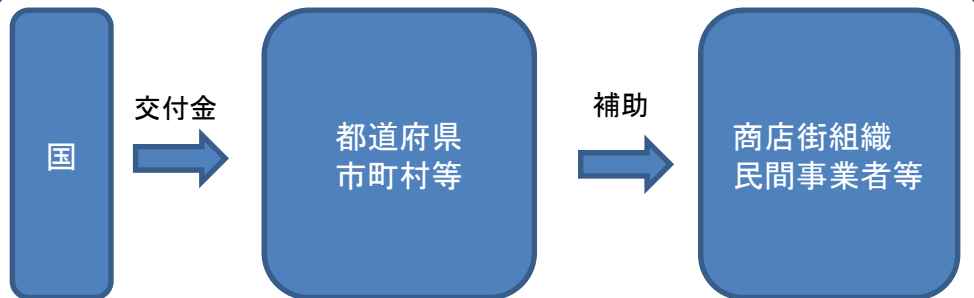 国
交付金
都道府県
市町村等
補助
商店街組織
民間事業者等